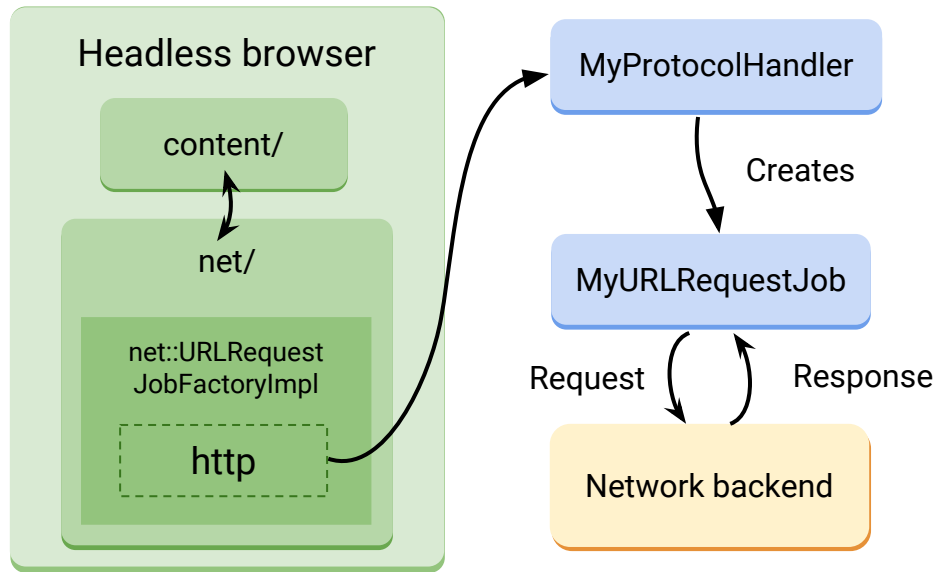 Headless browser
content/
net/
net::URLRequest
JobFactoryImpl
http
MyProtocolHandler
Creates
MyURLRequestJob
Request
Response
Network backend